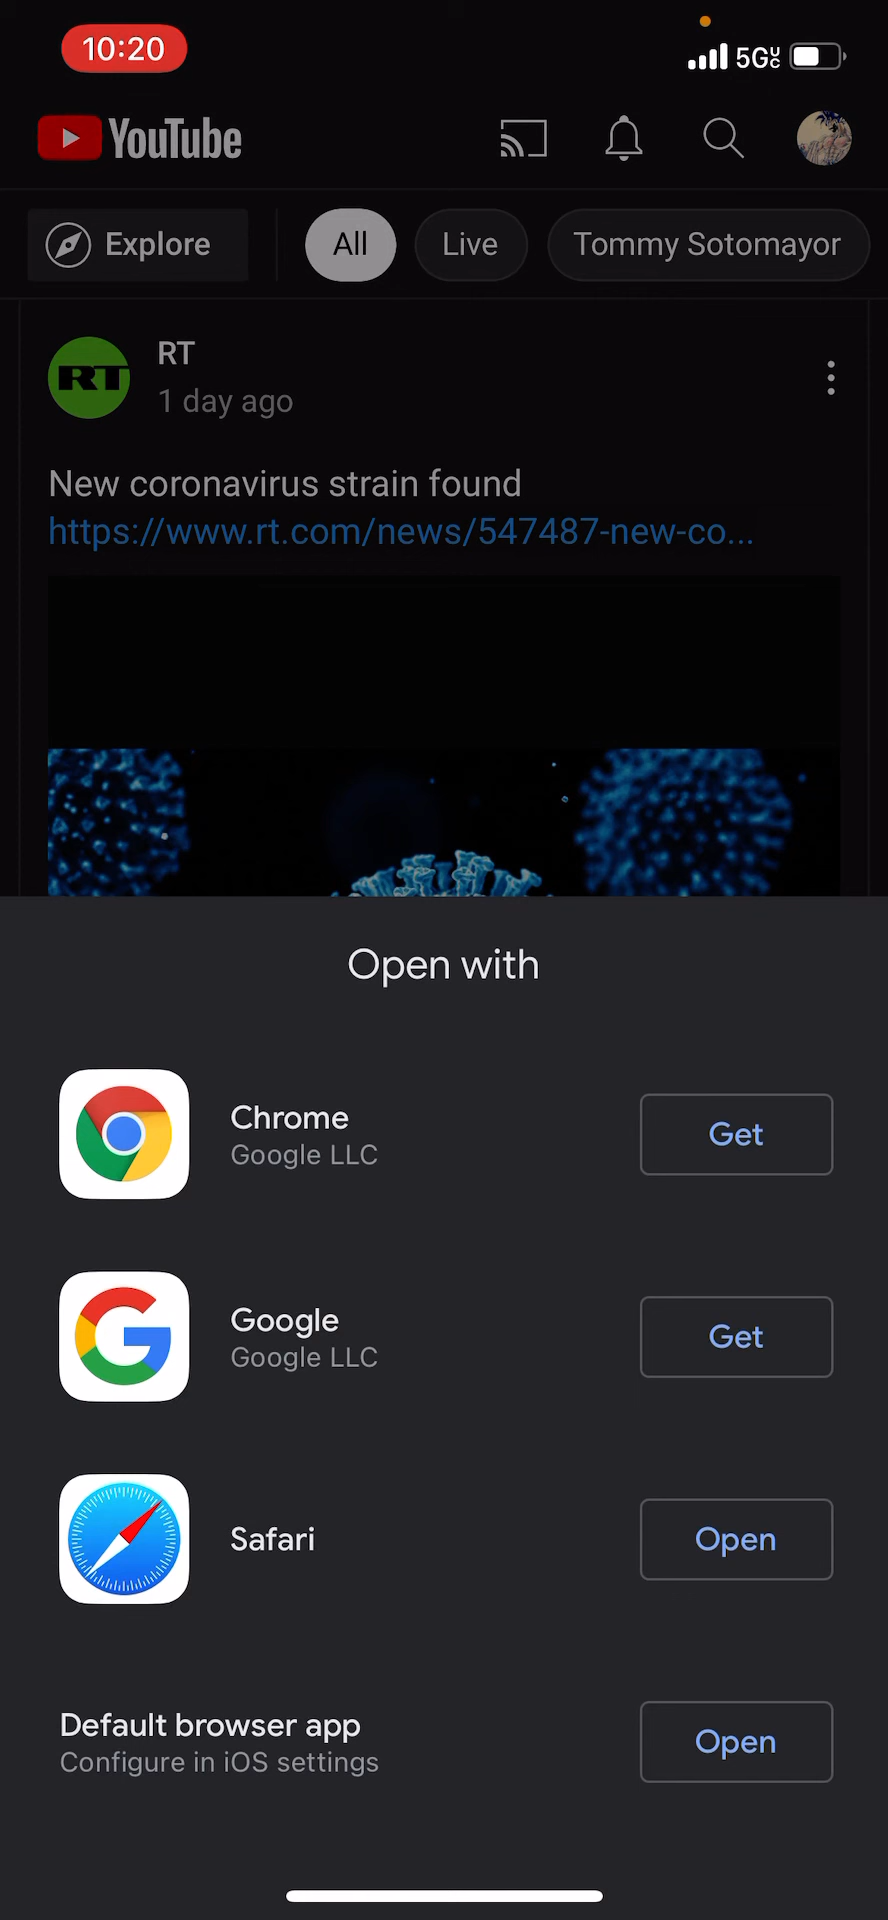 10:20
5GUC
YouTube
Explore
All
Live
Tommy Sotomayor
RT
RT
1 day ago
New coronavirus strain found
https://www.rt.com/news/547487-new-co...
Open with
Chrome
Google LLC
Get
Google
Google LLC
Get
Safari
Open
Default browser app
Configure in iOS settings
Open